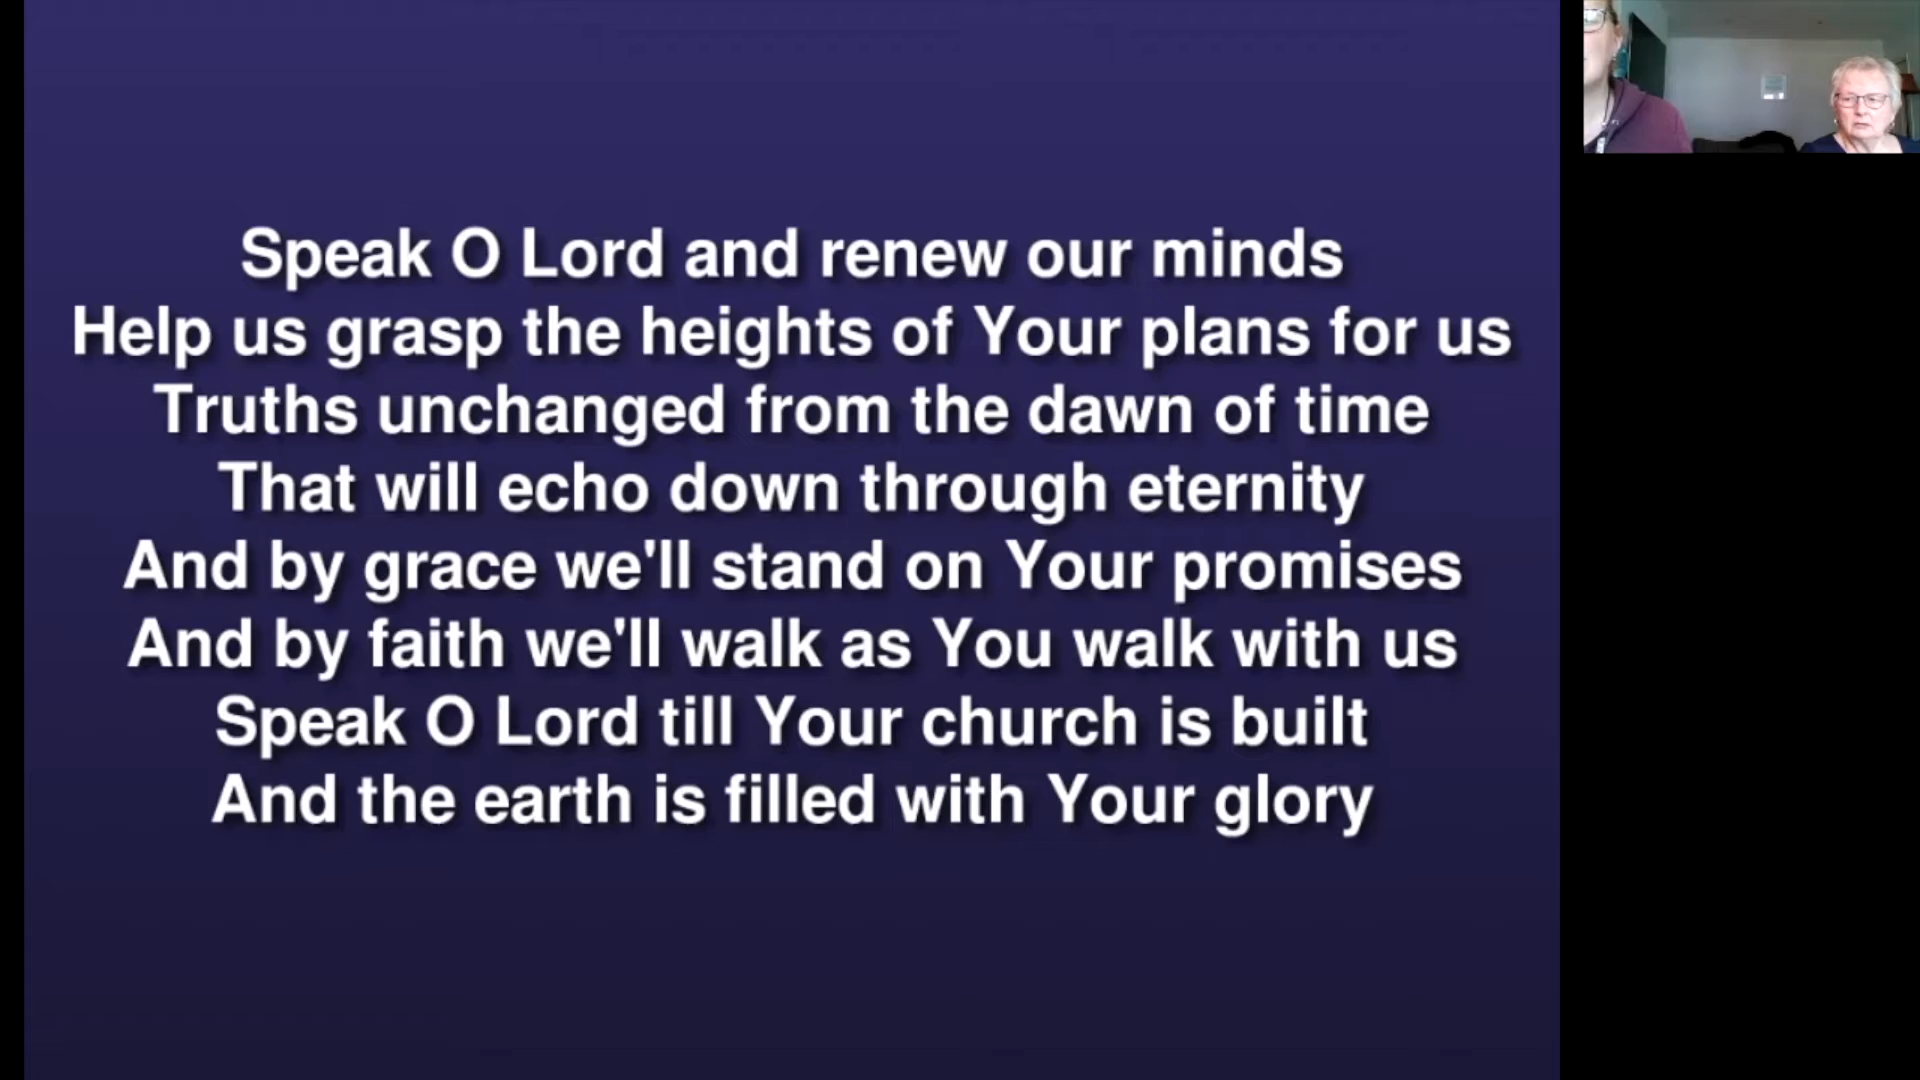 Speak O Lord and renew our minds
Help us grasp the heights of Your plans for us
Truths unchanged from the dawn of time
That will echo down through eternity
And by grace we'll stand on Your promises
And by faith we'll walk as You walk with us
Speak O Lord till Your church is built
And the earth is filled with Your glory